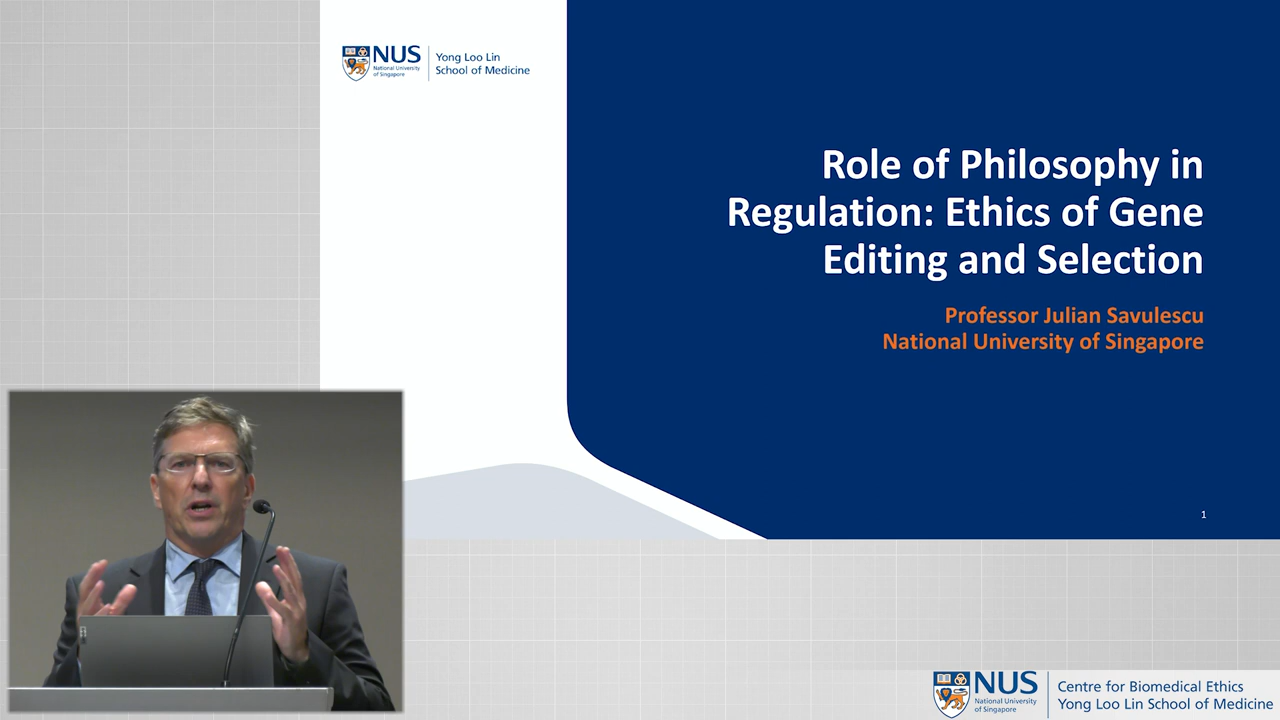 NUS
National University
of Singapore
Yong Loo Lin
School of Medicine
Role of Philosophy in
Regulation: Ethics of Gene
Editing and Selection
Professor Julian Savulescu
National University of Singapore
1
NUS
National University
of Singapore
Centre for Biomedical Ethics
Yong Loo Lin School of Medicine